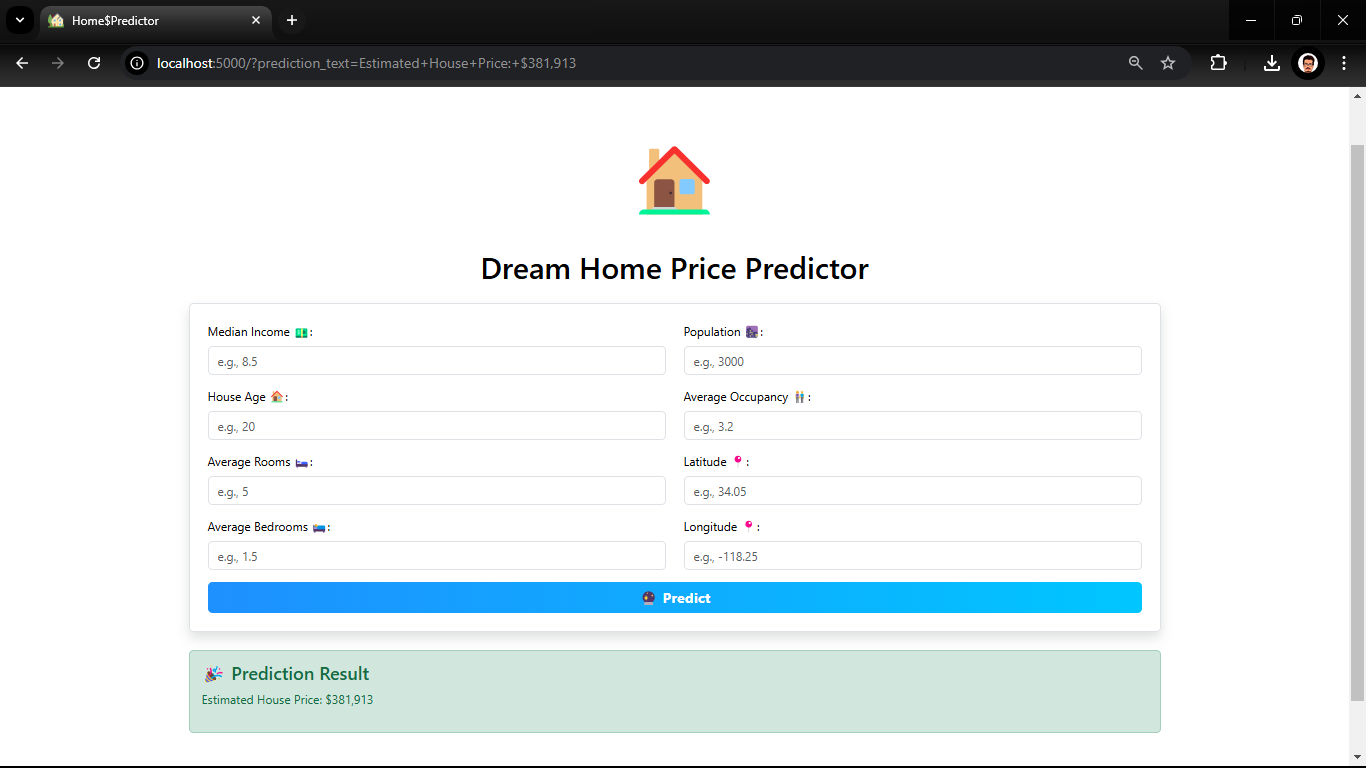 Home$Predictor
localhost:5000/?prediction_text=Estimated+House+Price:+$381,913
Dream Home Price Predictor
Median Income 💵:
e.g., 8.5
House Age 🏠:
e.g., 20
Average Rooms 🛏️:
e.g., 5
Average Bedrooms 🛌:
e.g., 1.5
Population 🌆:
e.g., 3000
Average Occupancy 👫:
e.g., 3.2
Latitude 📍:
e.g., 34.05
Longitude 📍:
e.g., -118.25
🔮 Predict
🎉 Prediction Result
Estimated House Price: $381,913